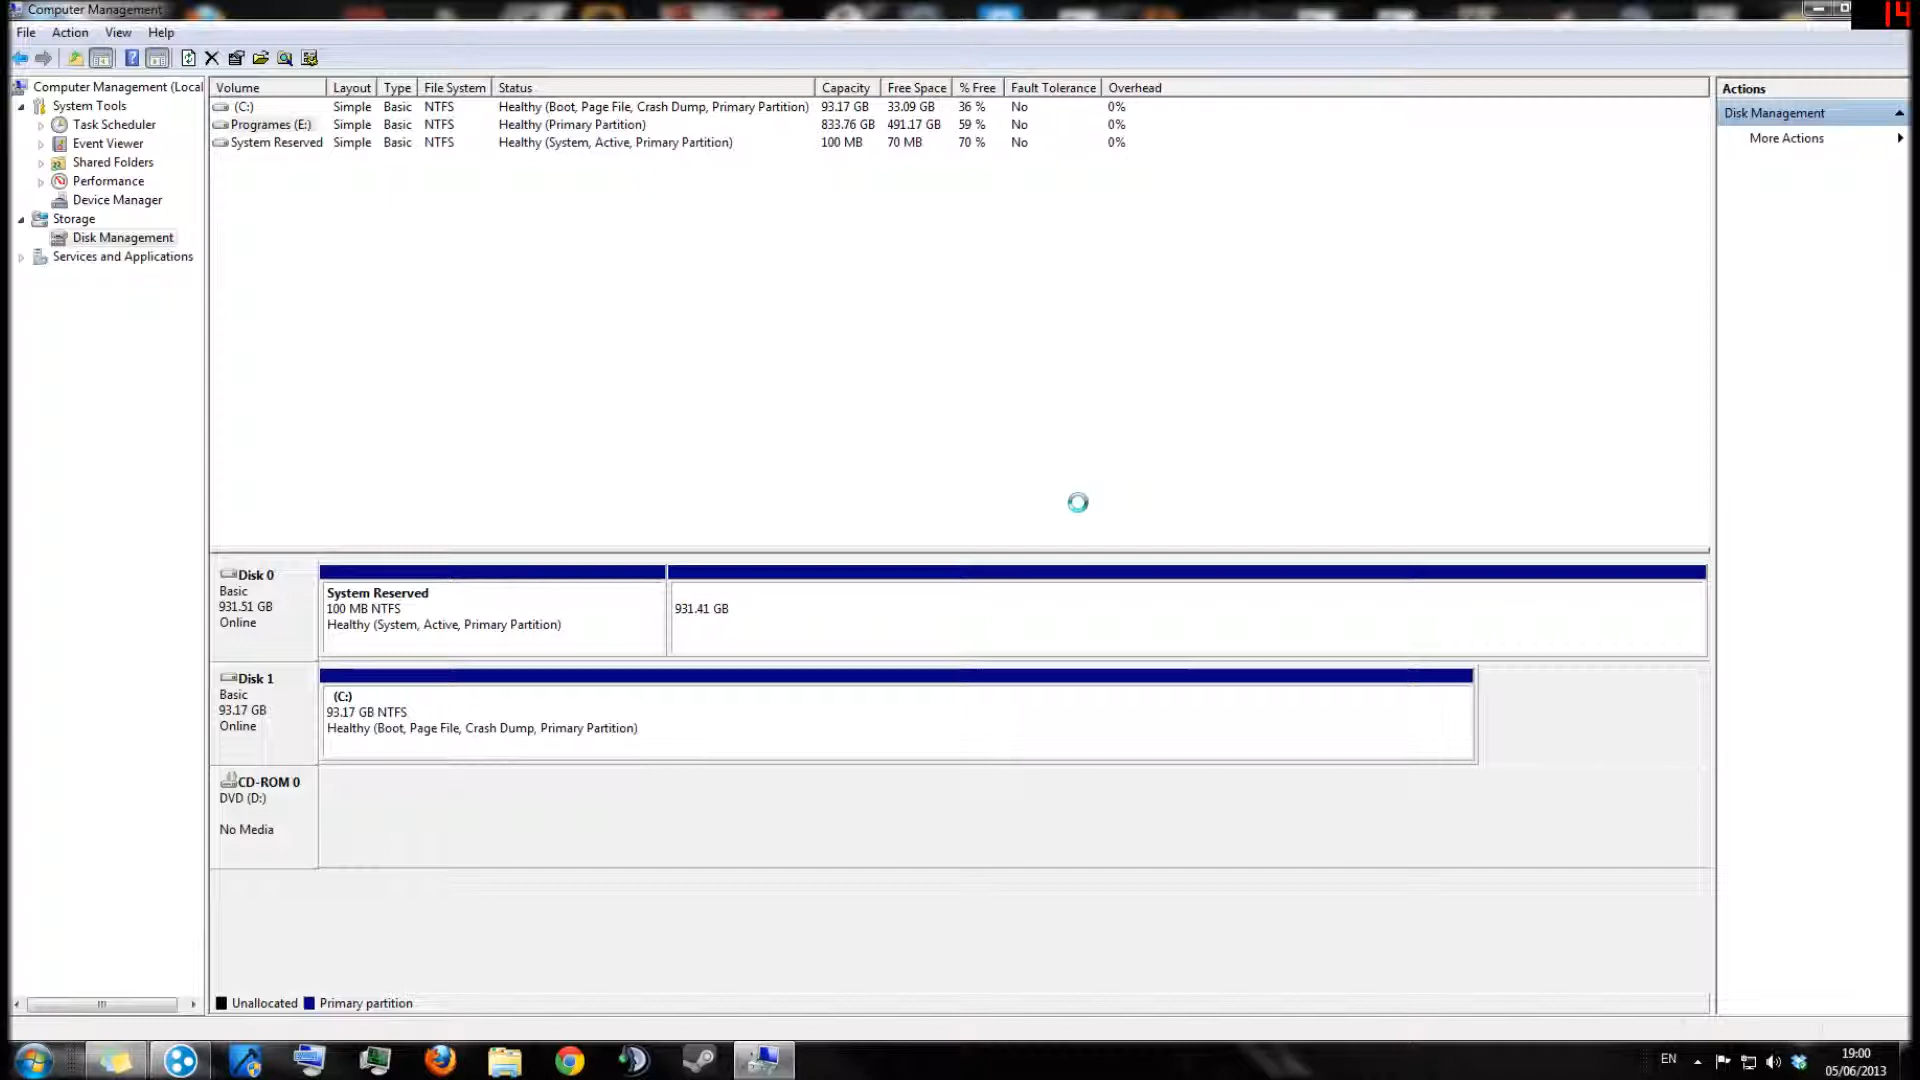 Computer Management
14
File Action View Help
Computer Management (Local
System Tools
Task Scheduler
Event Viewer
Shared Folders
Performance
Device Manager
Storage
Disk Management
Services and Applications
Volume Layout Type File System Status Capacity Free Space % Free Fault Tolerance Overhead
(C:) Simple Basic NTFS Healthy (Boot, Page File, Crash Dump, Primary Partition) 93.17 GB 33.09 GB 36 % No 0%
Programes (E:) Simple Basic NTFS Healthy (Primary Partition) 833.76 GB 491.17 GB 59 % No 0%
System Reserved Simple Basic NTFS Healthy (System, Active, Primary Partition) 100 MB 70 MB 70 % No 0%
Actions
Disk Management
More Actions
Disk 0
Basic
931.51 GB
Online
System Reserved
100 MB NTFS
Healthy (System, Active, Primary Partition)
931.41 GB
Disk 1
Basic
93.17 GB
Online
(C:)
93.17 GB NTFS
Healthy (Boot, Page File, Crash Dump, Primary Partition)
CD-ROM 0
DVD (D:)
No Media
Unallocated Primary partition
EN
19:00
05/06/2013